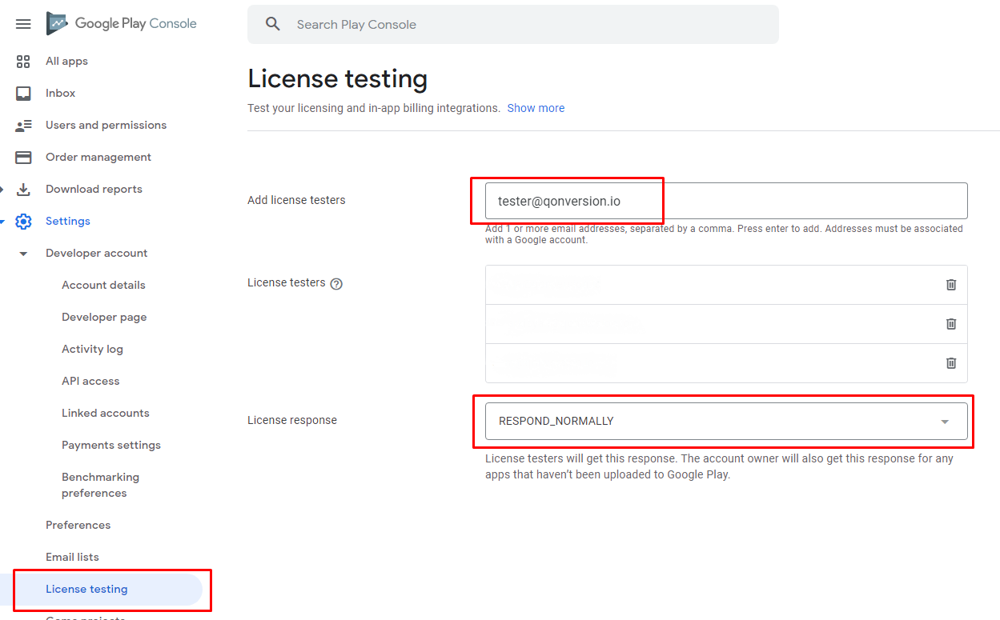 Google Play Console
Search Play Console
All apps
Inbox
Users and permissions
Order management
Download reports
Settings
Developer account
Account details
Developer page
Activity log
API access
Linked accounts
Payments settings
Benchmarking
preferences
Preferences
Email lists
License testing
Game projects
License testing
Test your licensing and in-app billing integrations. Show more
Add license testers
tester@qonversion.io
Add 1 or more email addresses, separated by a comma. Press enter to add. Addresses must be associated
with a Google account.
License testers ?
License response
RESPOND_NORMALLY
License testers will get this response. The account owner will also get this response for any
apps that haven’t been uploaded to Google Play.